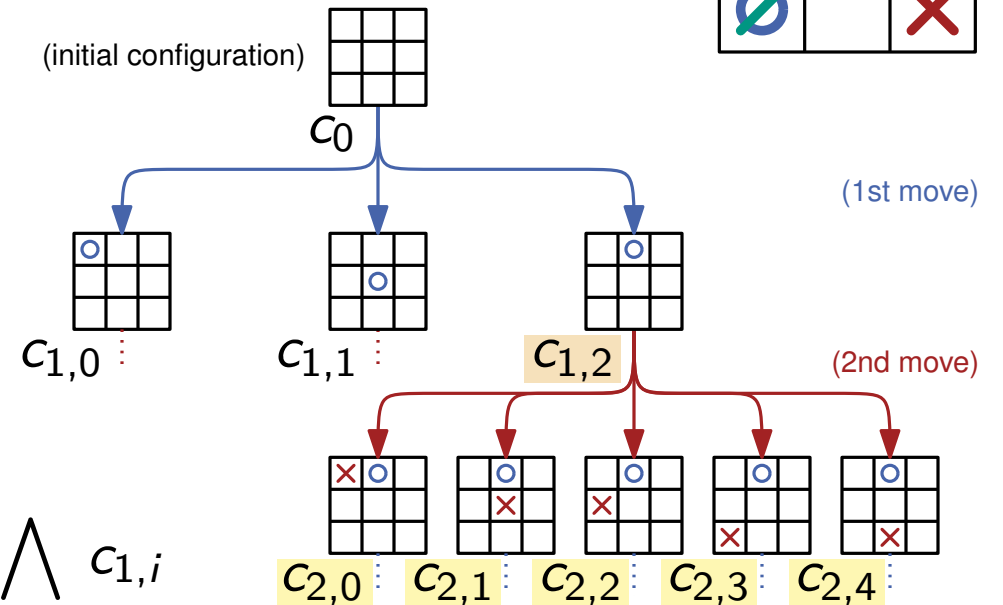 (initial configuration)
c0
(1st move)
c1,0
c1,1
c1,2
(2nd move)
⋀ c1,i
c2,0
c2,1
c2,2
c2,3
c2,4